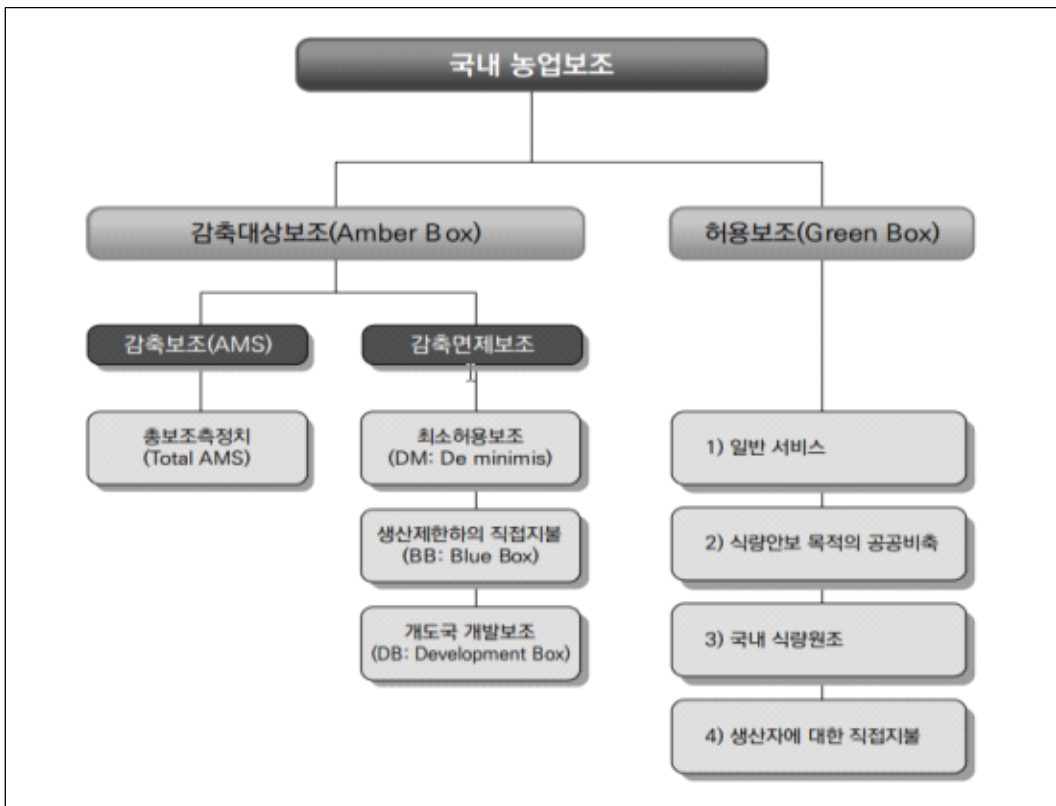 국내 농업보조
감축대상보조(Amber Box)
허용보조(Green Box)
감축보조(AMS)
감축면제보조
총보조측정치
(Total AMS)
최소허용보조
(DM: De minimis)
생산제한하의 직접지불
(BB: Blue Box)
개도국 개발보조
(DB: Development Box)
1) 일반 서비스
2) 식량안보 목적의 공공비축
3) 국내 식량원조
4) 생산자에 대한 직접지불